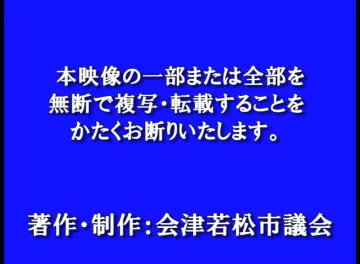 本映像の一部または全部を
無断で複写・転載することを
かたくお断りいたします。
著作・制作：会津若松市議会